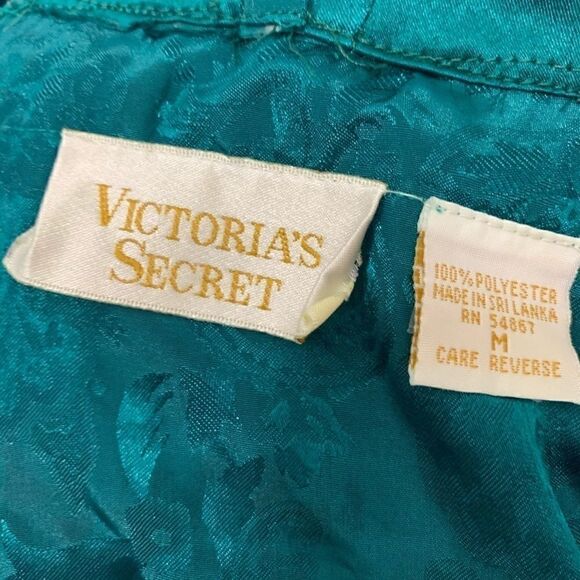 VICTORIA'S
SECRET
100% POLYESTER
MADE IN SRI LANKA
RN 54867
M
CARE REVERSE